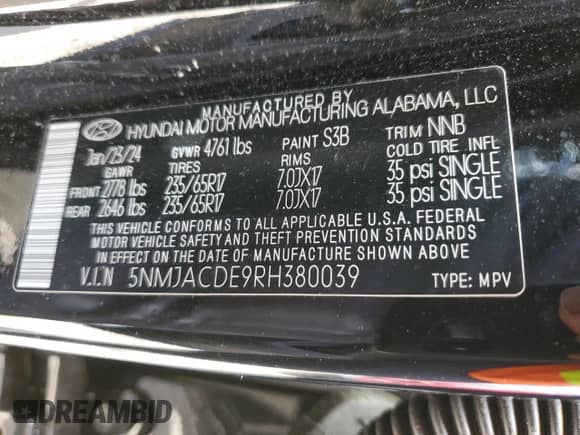 MANUFACTURED BY
HYUNDAI MOTOR MANUFACTURING ALABAMA, LLC
Jan/23/24 GVWR 4761 lbs PAINT S3B TRIM NNB
GAWR TIRES RIMS COLD TIRE INFL
FRONT 2778 lbs 235/65R17 7.0JX17 35 psi SINGLE
REAR 2646 lbs 235/65R17 7.0JX17 35 psi SINGLE
THIS VEHICLE CONFORMS TO ALL APPLICABLE U.S.A. FEDERAL
MOTOR VEHICLE SAFETY AND THEFT PREVENTION STANDARDS
IN EFFECT ON THE DATE OF MANUFACTURE SHOWN ABOVE
V.I.N 5NMJACDE9RH380039 TYPE: MPV
DREAMBID